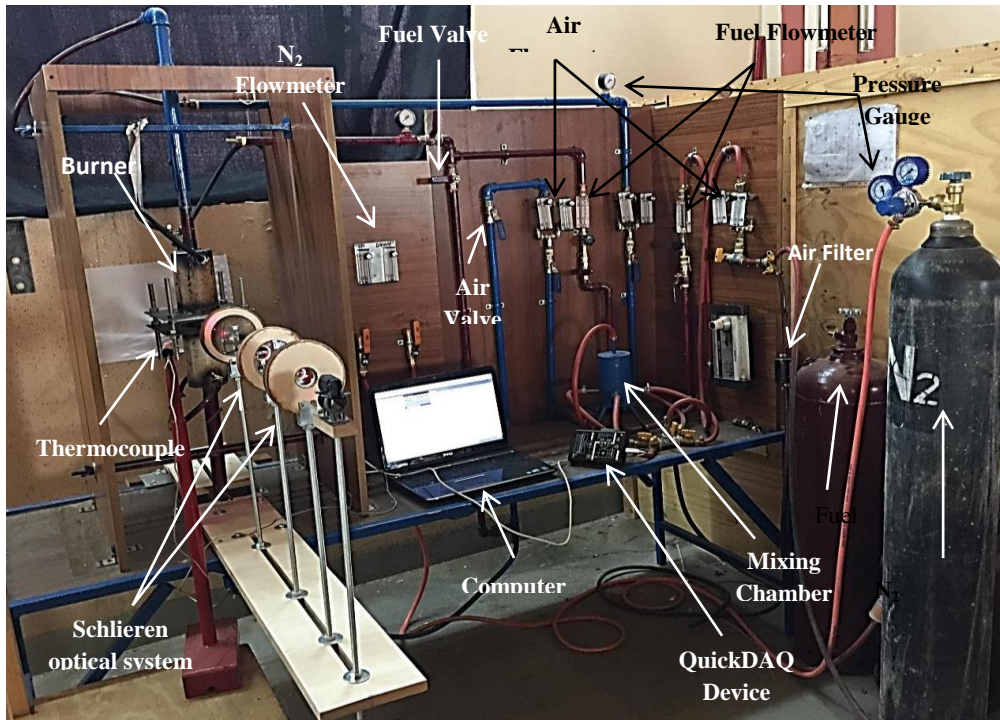 Fuel Valve
Air
Fuel Flowmeter
N₂
Flowmeter
Pressure
Gauge
Burner
Air Filter
Air
Valve
N2
Thermocouple
Fuel
Computer
Mixing
Chamber
N₂
Schlieren
optical system
QuickDAQ
Device